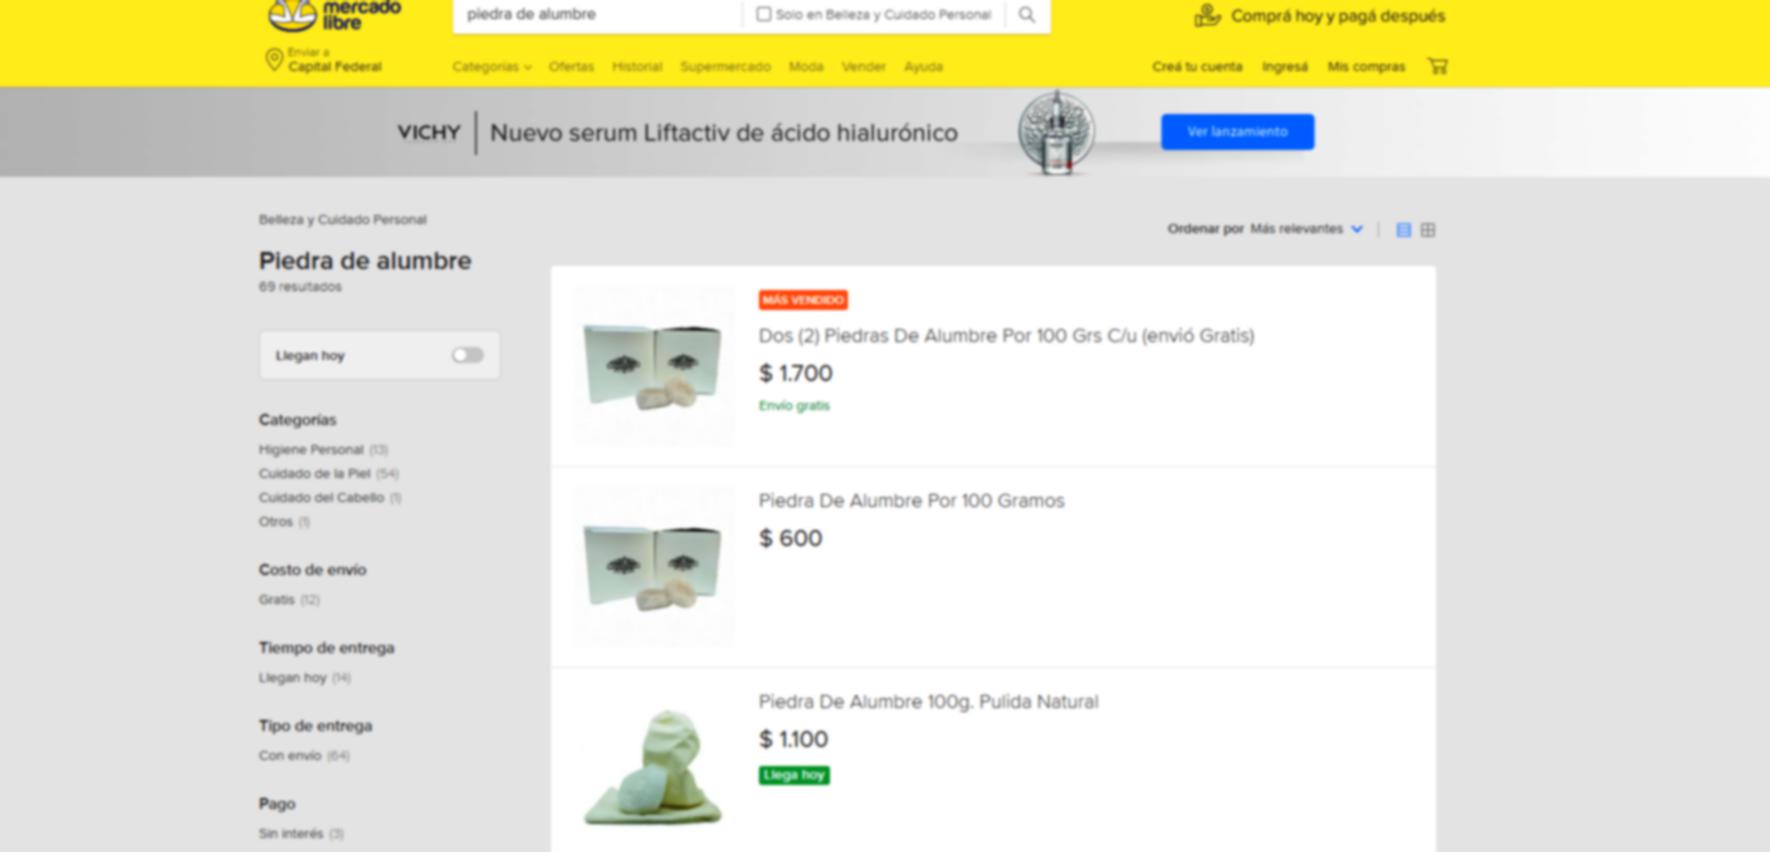 mercado
libre
piedra de alumbre
Solo en Belleza y Cuidado Personal
Comprá hoy y pagá después
Enviar a
Capital Federal
Categorías
Ofertas
Historial
Supermercado
Moda
Vender
Ayuda
Creá tu cuenta
Ingresá
Mis compras
VICHY
Nuevo serum Liftactiv de ácido hialurónico
Ver lanzamiento
Belleza y Cuidado Personal
Ordenar por Más relevantes
Piedra de alumbre
69 resultados
Llegan hoy
Categorías
Higiene Personal (13)
Cuidado de la Piel (54)
Cuidado del Cabello (1)
Otros (1)
Costo de envío
Gratis (12)
Tiempo de entrega
Llegan hoy (14)
Tipo de entrega
Con envío (64)
Pago
Sin interés (3)
MÁS VENDIDO
Dos (2) Piedras De Alumbre Por 100 Grs C/u (envió Gratis)
$ 1.700
Envío gratis
Piedra De Alumbre Por 100 Gramos
$ 600
Piedra De Alumbre 100g. Pulida Natural
$ 1.100
Llega hoy